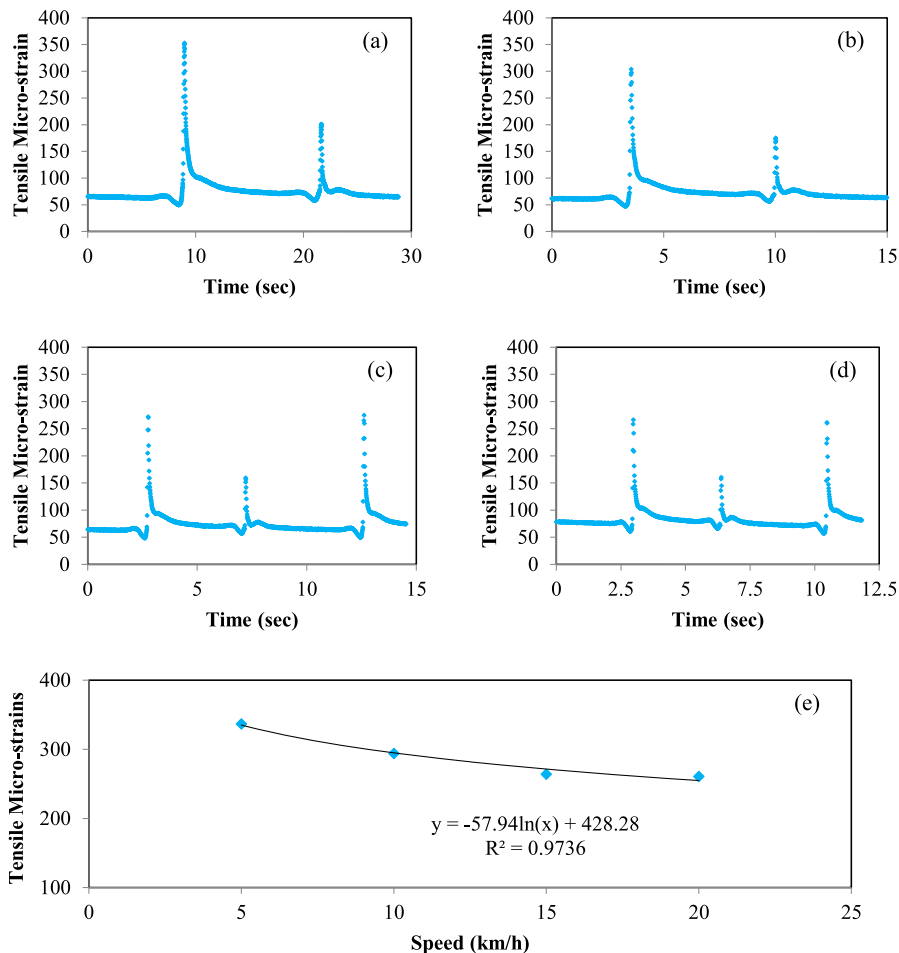 (a)
Tensile Micro-strain
400
350
300
250
200
150
100
50
0
0 10 20 30
Time (sec)
(b)
Tensile Micro-strain
400
350
300
250
200
150
100
50
0
0 5 10 15
Time (sec)
(c)
Tensile Micro-strain
400
350
300
250
200
150
100
50
0
0 5 10 15
Time (sec)
(d)
Tensile Micro-strain
400
350
300
250
200
150
100
50
0
0 2.5 5 7.5 10 12.5
Time (sec)
(e)
Tensile Micro-strains
400
300
200
100
y = -57.94ln(x) + 428.28
R² = 0.9736
0 5 10 15 20 25
Speed (km/h)